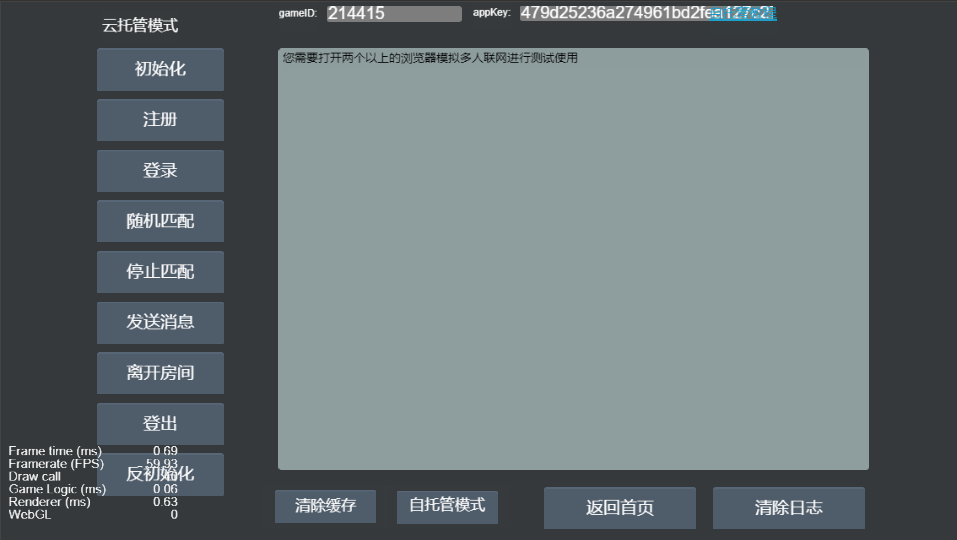 gameID: 214415 appKey:
云托管模式
初始化
您需要打开两个以上的浏览器模拟多人联网进行测试使用
注册
登录
随机匹配
停止匹配
发送消息
离开房间
登出
Frame time (ms) 0.69
Framerate (FPS) 59.93
Draw call
反初始化
Game Logic (ms) 0.06
Renderer (ms) 0.63
WebGL 0
清除缓存 自托管模式 返回首页 清除日志